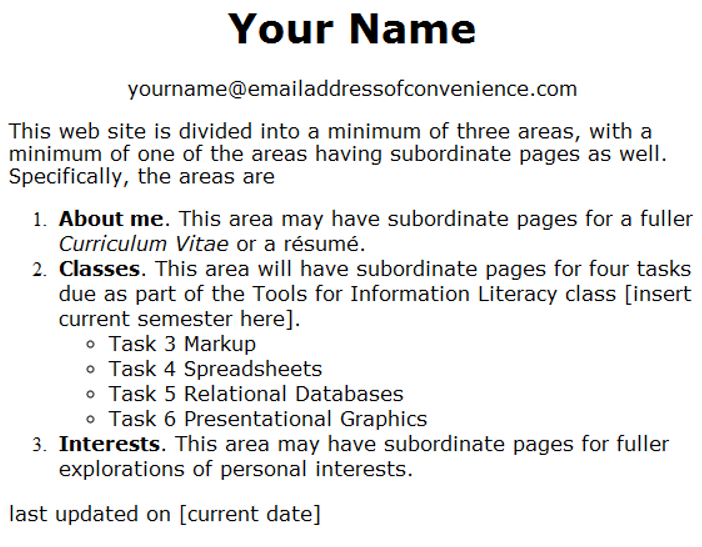 Your Name
yourname@emailaddressofconvenience.com
This web site is divided into a minimum of three areas, with a
minimum of one of the areas having subordinate pages as well.
Specifically, the areas are
1. About me. This area may have subordinate pages for a fuller
Curriculum Vitae or a résumé.
2. Classes. This area will have subordinate pages for four tasks
due as part of the Tools for Information Literacy class [insert
current semester here].
◦ Task 3 Markup
◦ Task 4 Spreadsheets
◦ Task 5 Relational Databases
◦ Task 6 Presentational Graphics
3. Interests. This area may have subordinate pages for fuller
explorations of personal interests.
last updated on [current date]